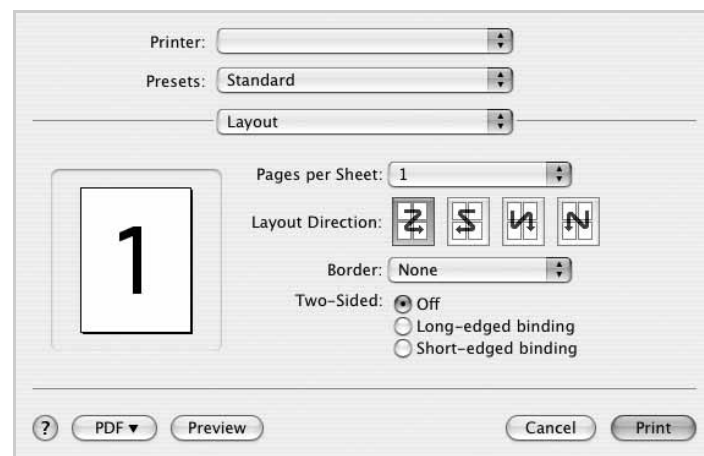 Printer:
Presets: Standard
Layout
Pages per Sheet: 1
Layout Direction:
Border: None
Two-Sided: Off
Long-edged binding
Short-edged binding
1
? PDF▼ Preview Cancel Print